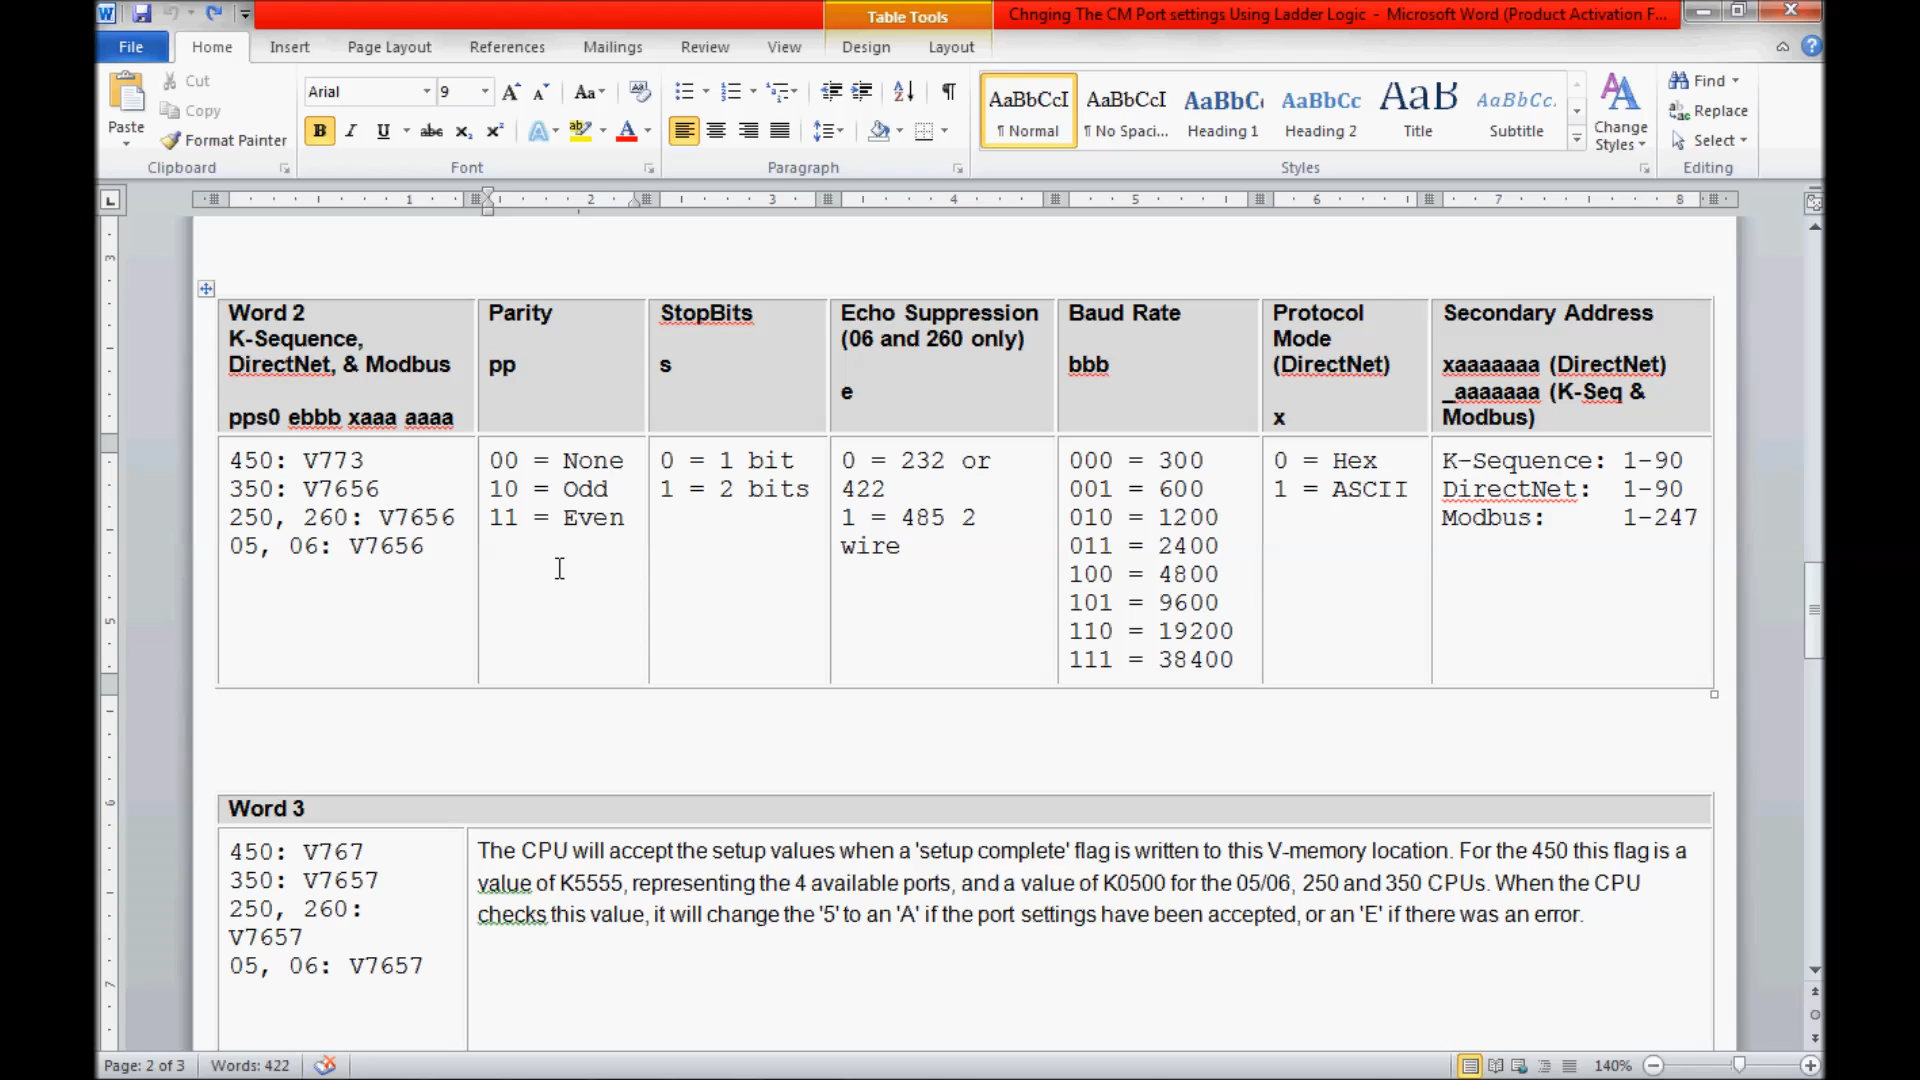 Table Tools
Chnging The CM Port settings Using Ladder Logic - Microsoft Word (Product Activation F...
File Home Insert Page Layout References Mailings Review View Design Layout
Paste
Cut
Copy
Format Painter
Clipboard
Arial 9
Font
Paragraph
AaBbCcI ¶ Normal
AaBbCcI ¶ No Spaci...
AaBbC Heading 1
AaBbCc Heading 2
AaB Title
AaBbCc. Subtitle
Change Styles
Styles
Find
Replace
Select
Editing
1 2 3 4 5 6 7 8
3
5
6
7
Word 2
K-Sequence,
DirectNet, & Modbus
pps0 ebbb xaaa aaaa
Parity
pp
StopBits
s
Echo Suppression
(06 and 260 only)
e
Baud Rate
bbb
Protocol
Mode
(DirectNet)
x
Secondary Address
xaaaaaaa (DirectNet)
_aaaaaaa (K-Seq &
Modbus)
450: V773
350: V7656
250, 260: V7656
05, 06: V7656
00 = None
10 = Odd
11 = Even
0 = 1 bit
1 = 2 bits
0 = 232 or
422
1 = 485 2
wire
000 = 300
001 = 600
010 = 1200
011 = 2400
100 = 4800
101 = 9600
110 = 19200
111 = 38400
0 = Hex
1 = ASCII
K-Sequence: 1-90
DirectNet: 1-90
Modbus: 1-247
Word 3
450: V767
350: V7657
250, 260:
V7657
05, 06: V7657
The CPU will accept the setup values when a 'setup complete' flag is written to this V-memory location. For the 450 this flag is a
value of K5555, representing the 4 available ports, and a value of K0500 for the 05/06, 250 and 350 CPUs. When the CPU
checks this value, it will change the '5' to an 'A' if the port settings have been accepted, or an 'E' if there was an error.
Page: 2 of 3 Words: 422 140%